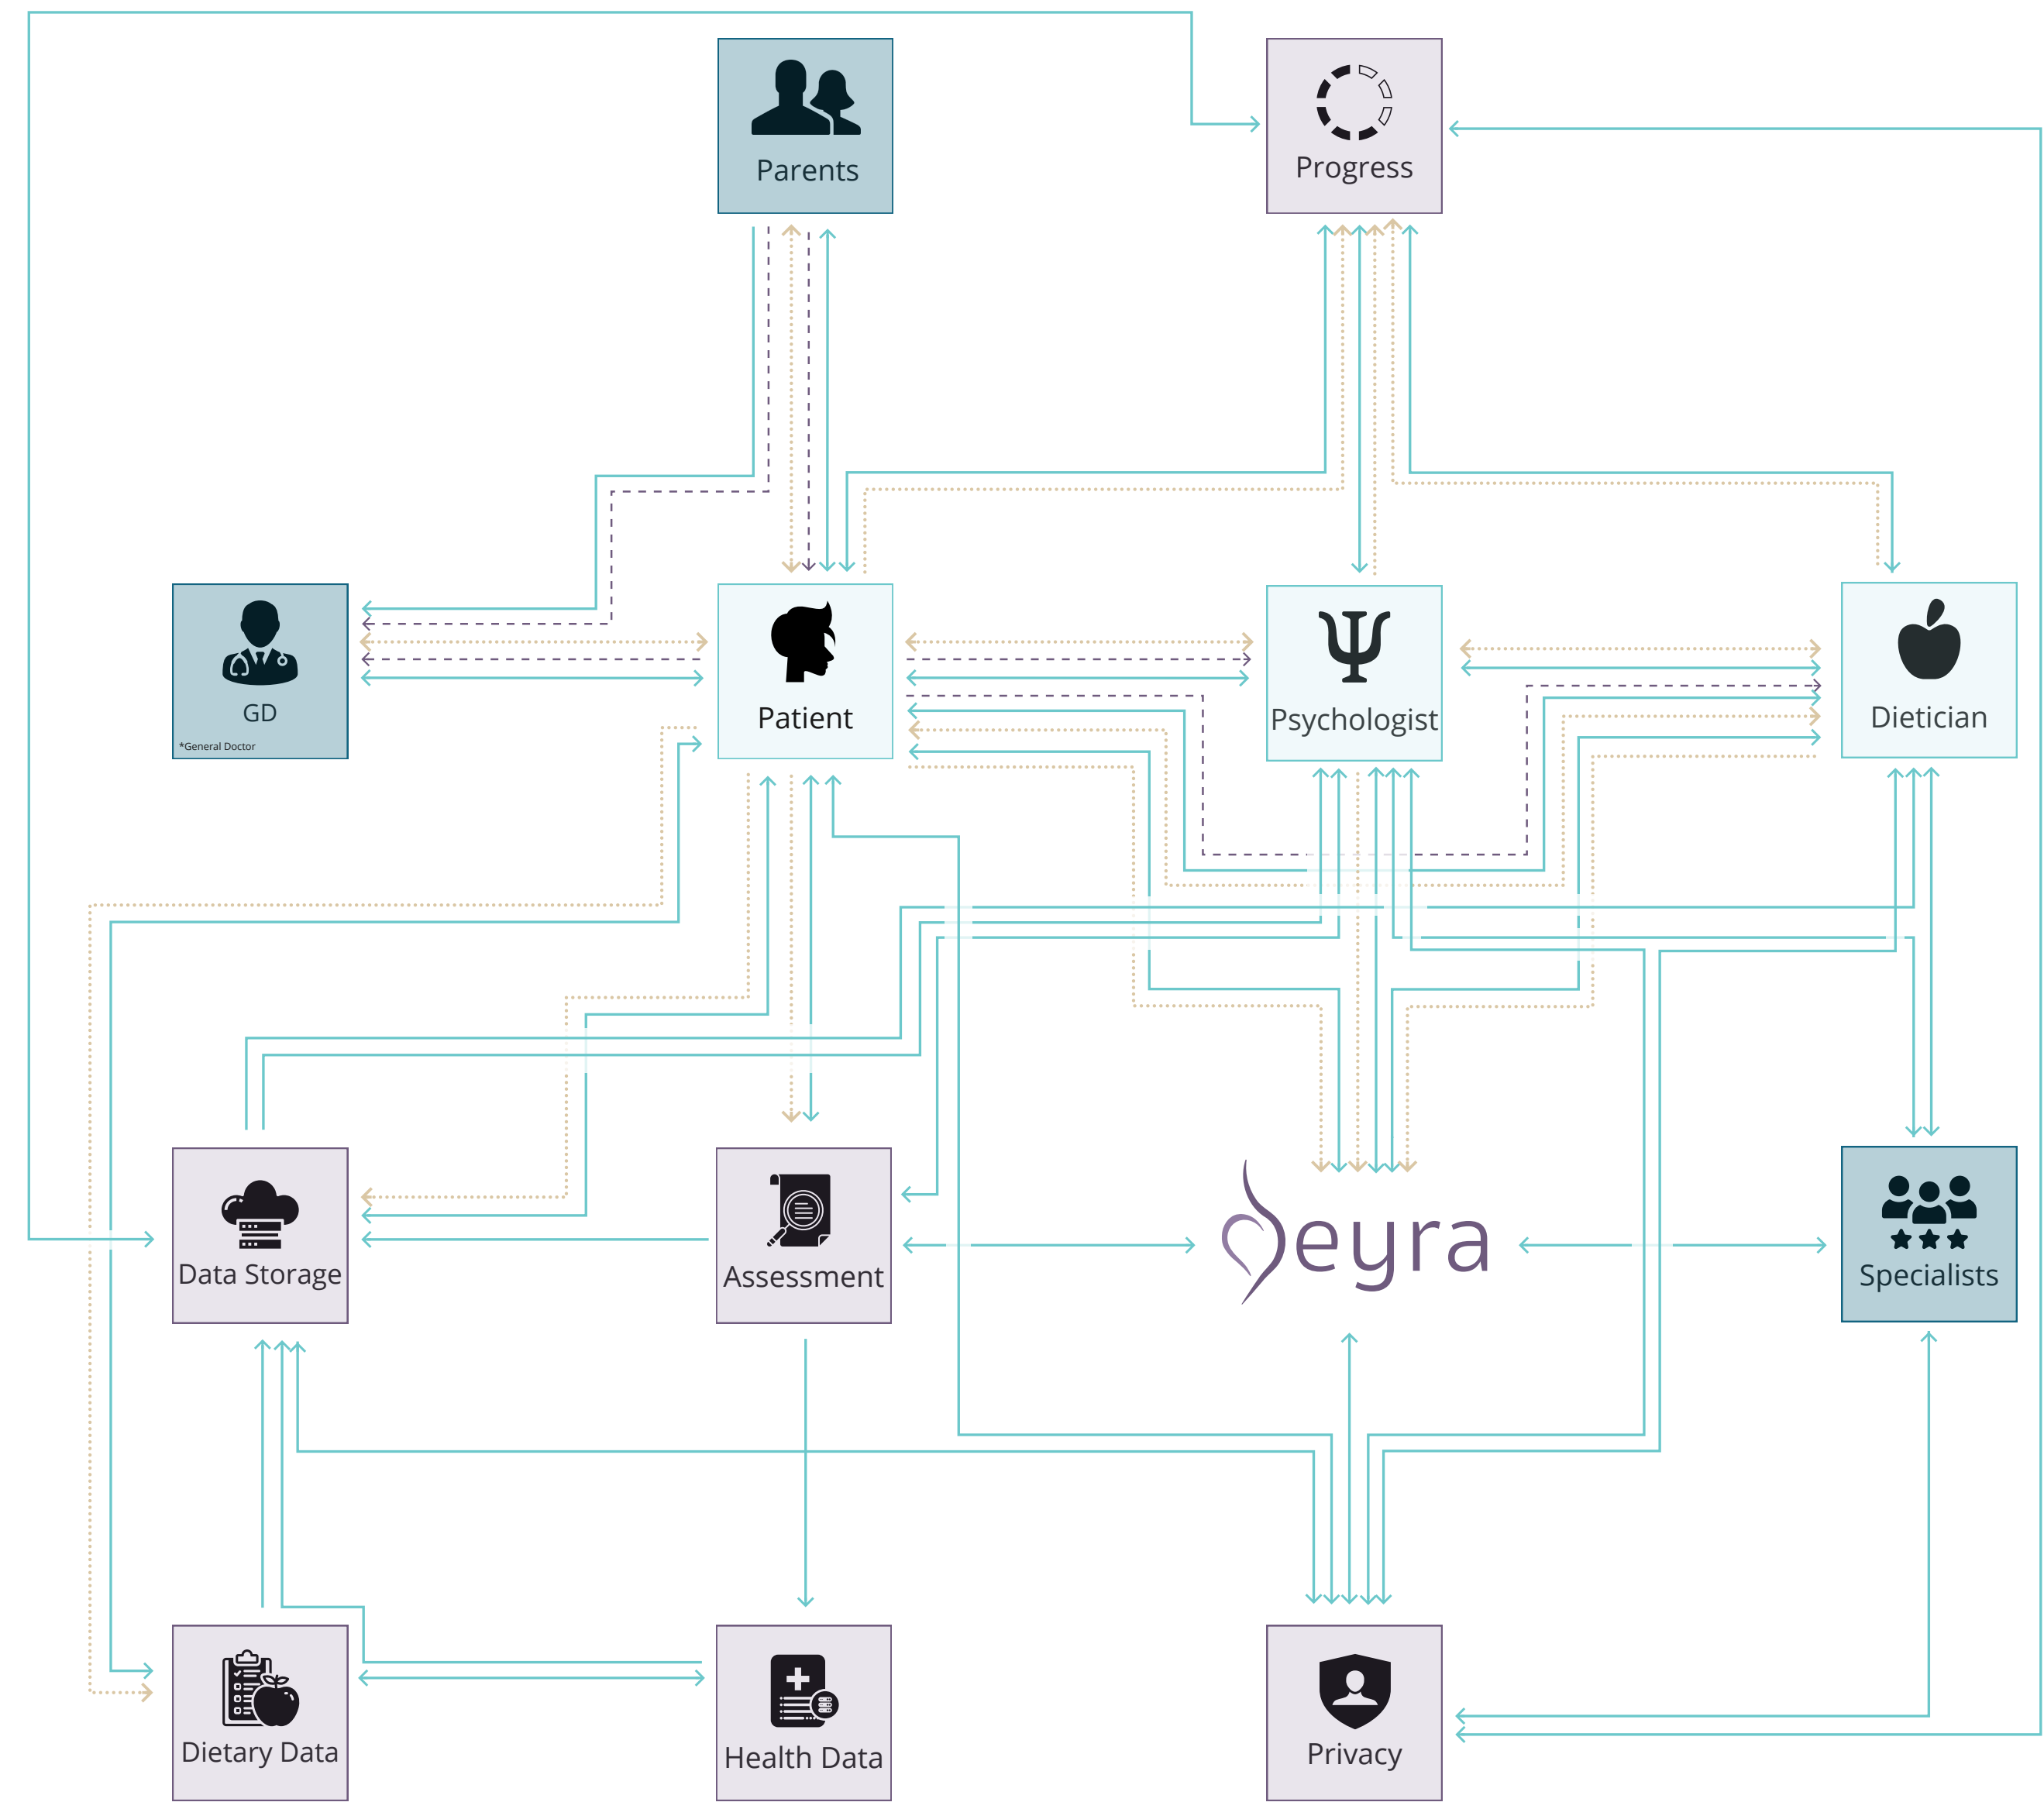 Parents
Progress
GD
*General Doctor
Patient
Psychologist
Dietician
Data Storage
Assessment
eyra
Specialists
Dietary Data
Health Data
Privacy